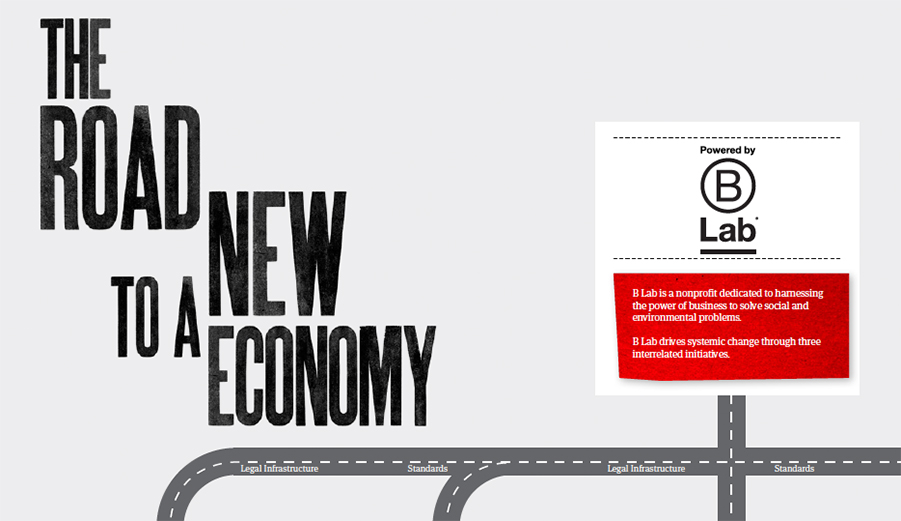 THE
ROAD
NEW
TO A
ECONOMY
Powered by
B
Lab
B Lab is a nonprofit dedicated to harnessing
the power of business to solve social and
environmental problems.
B Lab drives systemic change through three
interrelated initiatives.
Legal Infrastructure
Standards
Legal Infrastructure
Standards